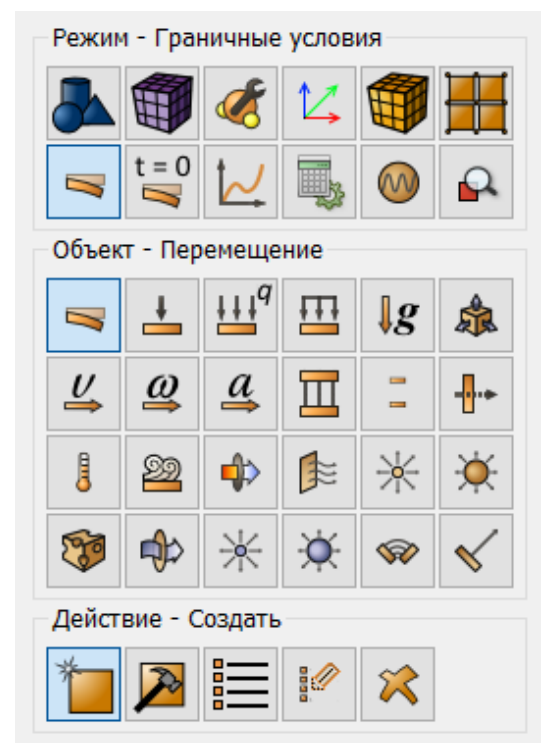 Режим - Граничные условия
t = 0
Объект - Перемещение
q
g
υ ω a
Действие - Создать